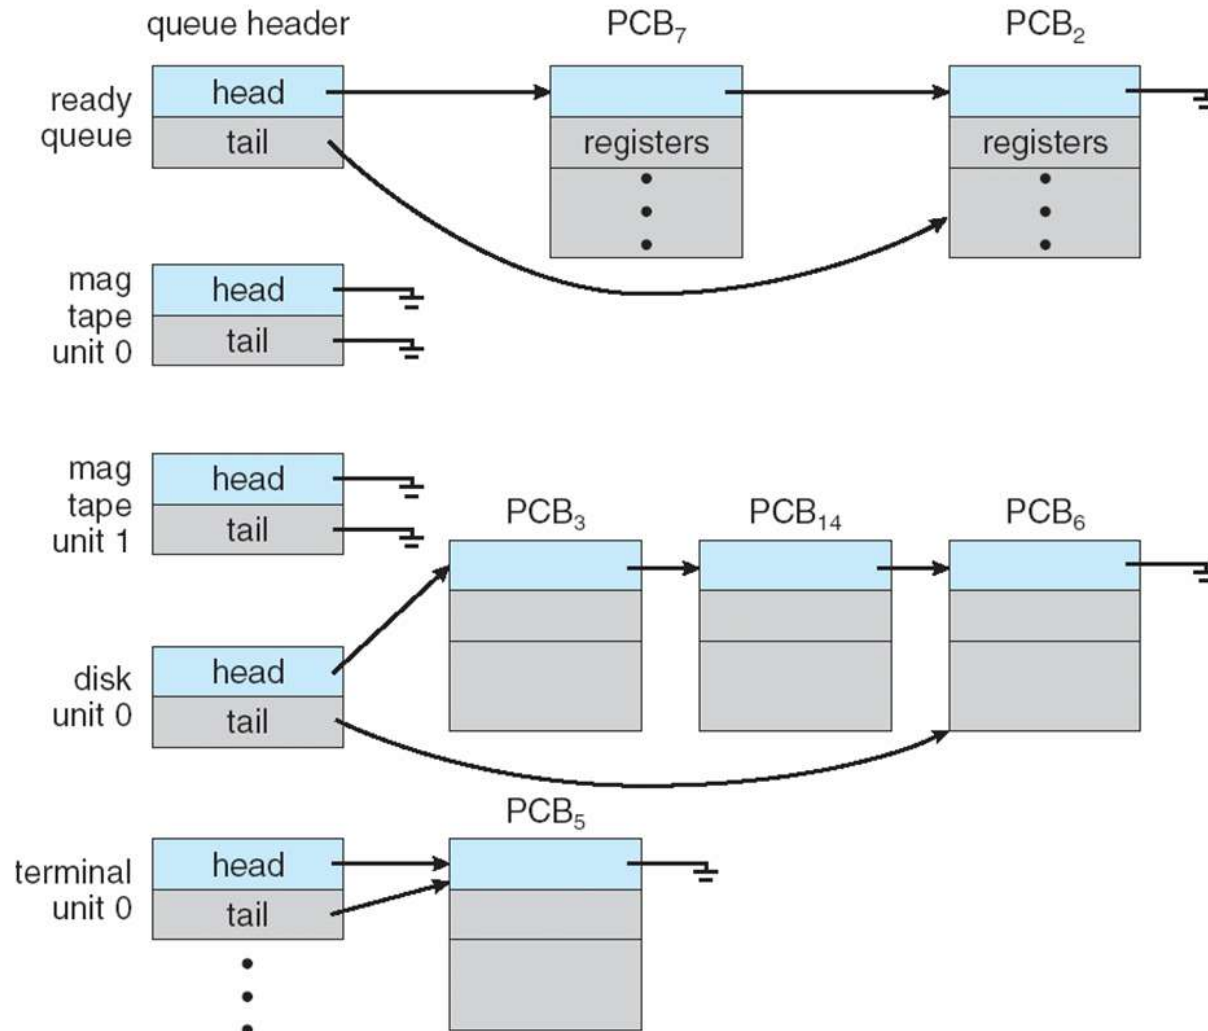 queue header
PCB₇
PCB₂
ready
queue
head
tail
registers
registers
mag
tape
unit 0
head
tail
mag
tape
unit 1
head
tail
PCB₃
PCB₁₄
PCB₆
disk
unit 0
head
tail
PCB₅
terminal
unit 0
head
tail